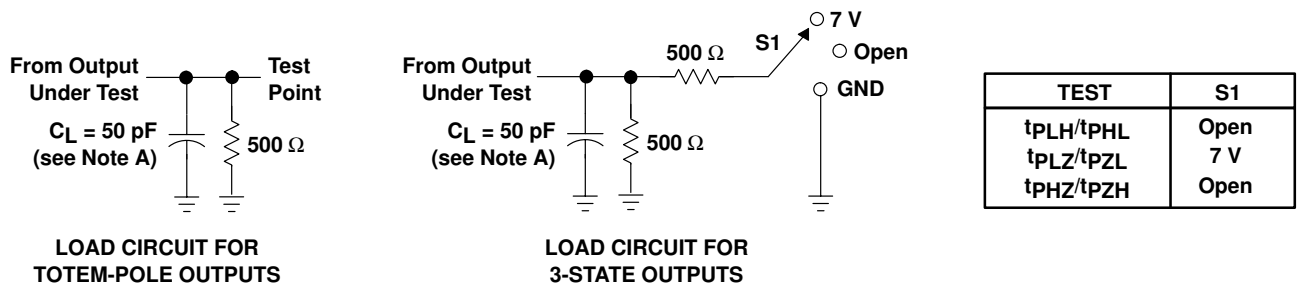 From Output
Under Test
Test
Point
CL = 50 pF
(see Note A)
500 Ω
LOAD CIRCUIT FOR
TOTEM-POLE OUTPUTS
From Output
Under Test
500 Ω
S1
7 V
Open
GND
CL = 50 pF
(see Note A)
500 Ω
LOAD CIRCUIT FOR
3-STATE OUTPUTS
TEST S1
tPLH/tPHL Open
tPLZ/tPZL 7 V
tPHZ/tPZH Open